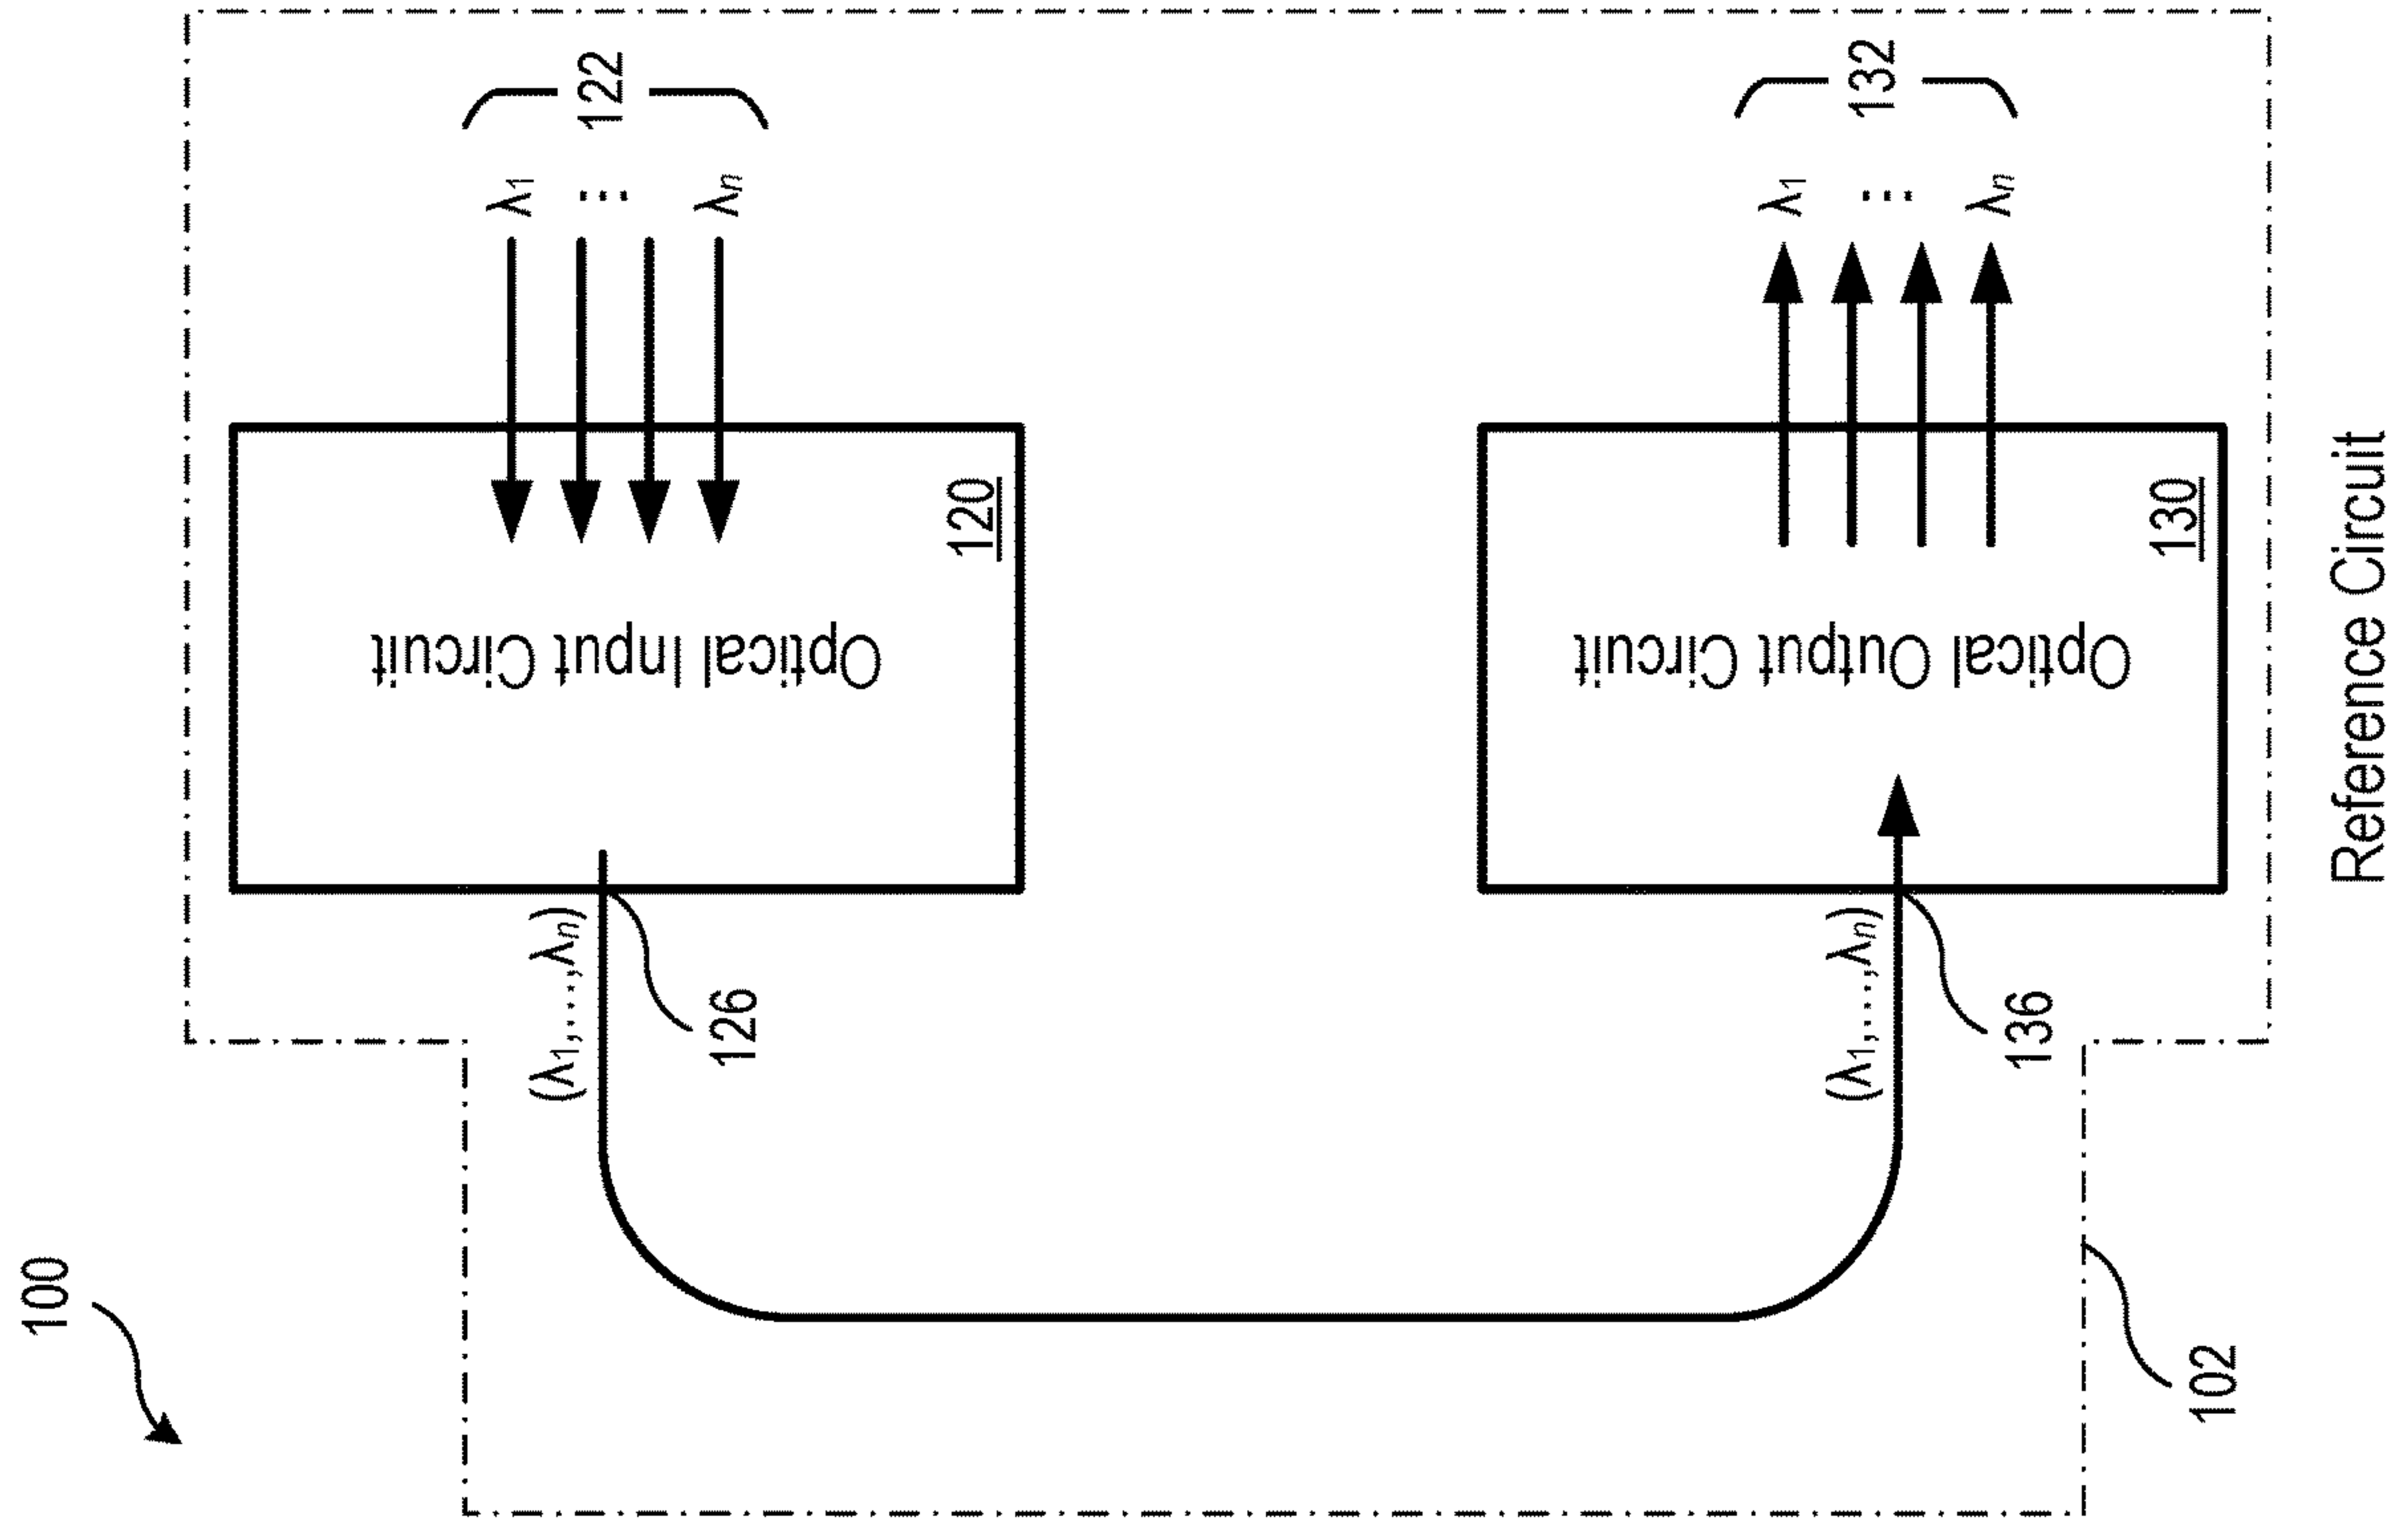 100
(λ1,...,λn)
126
Optical Input Circuit
120
λ1
⋮
λn
122
(λ1,...,λn)
136
Optical Output Circuit
130
λ1
⋮
λn
132
102
Reference Circuit